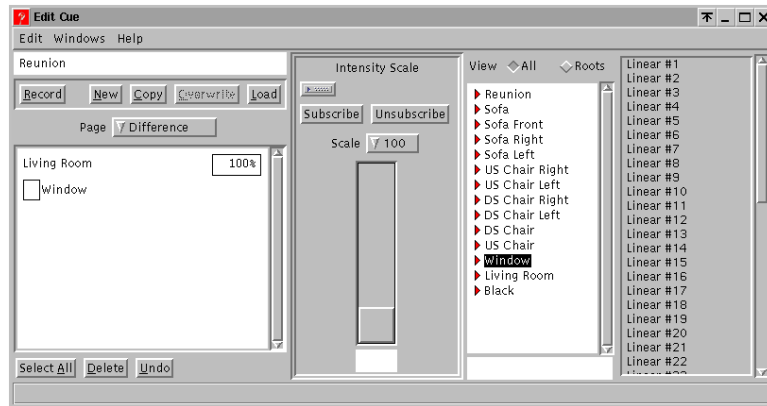 Edit Cue
Edit Windows Help
Reunion
Record New Copy Overwrite Load
Page Difference
Living Room 100%
Window
Select All Delete Undo
Intensity Scale
Subscribe Unsubscribe
Scale 100
View All Roots
Reunion
Sofa
Sofa Front
Sofa Right
Sofa Left
US Chair Right
US Chair Left
DS Chair Right
DS Chair Left
DS Chair
US Chair
Window
Living Room
Black
Linear #1
Linear #2
Linear #3
Linear #4
Linear #5
Linear #6
Linear #7
Linear #8
Linear #9
Linear #10
Linear #11
Linear #12
Linear #13
Linear #14
Linear #15
Linear #16
Linear #17
Linear #18
Linear #19
Linear #20
Linear #21
Linear #22